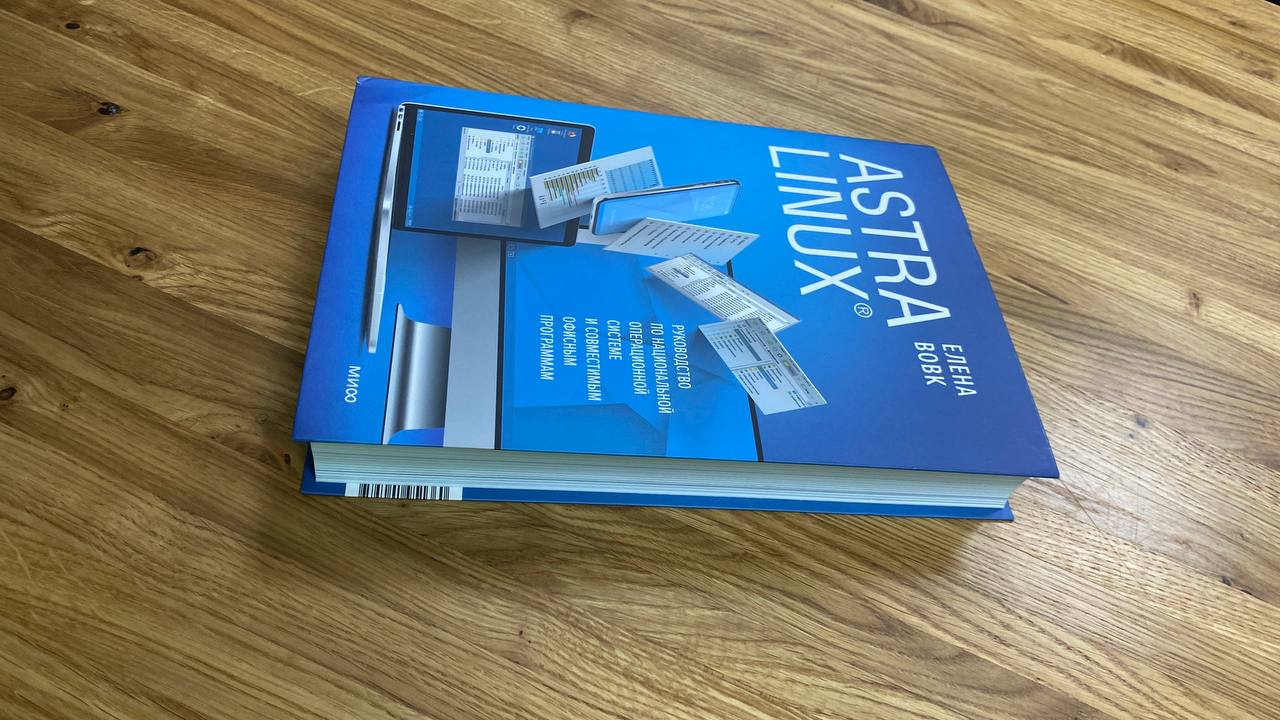 ЕЛЕНА
ВОВК
ASTRA
LINUX®
РУКОВОДСТВО
ПО НАЦИОНАЛЬНОЙ
ОПЕРАЦИОННОЙ
СИСТЕМЕ
И СОВМЕСТИМЫМ
ОФИСНЫМ
ПРОГРАММАМ
МИФ